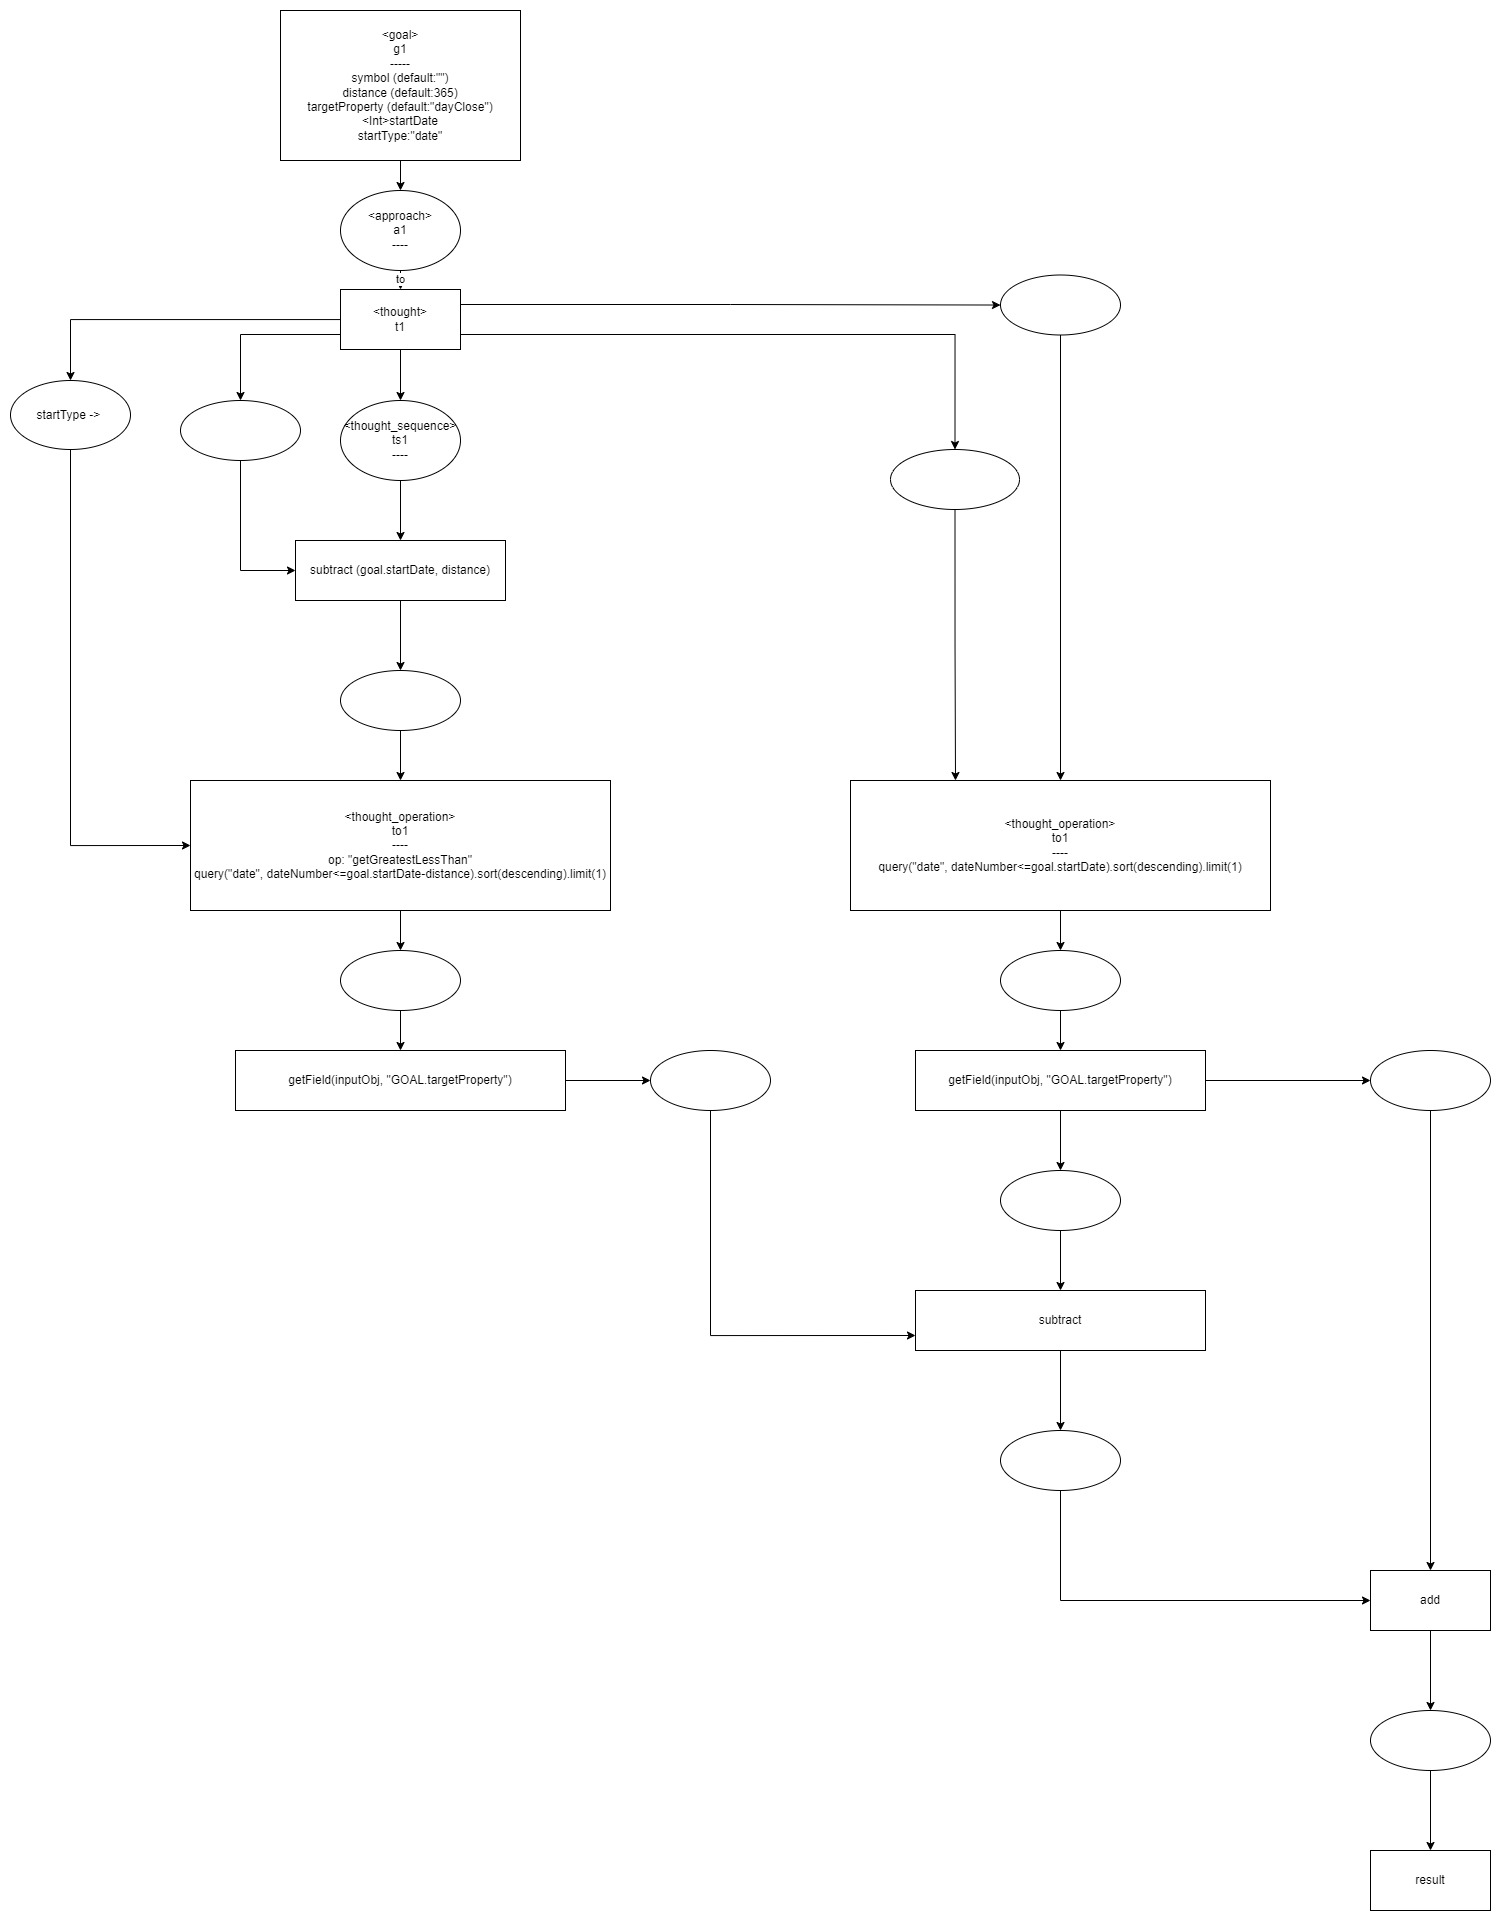 <goal>
g1
-----
symbol (default:"")
distance (default:365)
targetProperty (default:"dayClose")
<Int>startDate
startType:"date"
<approach>
a1
----
to
<thought>
t1
startType ->
<thought_sequence>
ts1
----
subtract (goal.startDate, distance)
<thought_operation>
to1
----
op: "getGreatestLessThan"
query("date", dateNumber<=goal.startDate-distance).sort(descending).limit(1)
<thought_operation>
to1
----
query("date", dateNumber<=goal.startDate).sort(descending).limit(1)
getField(inputObj, "GOAL.targetProperty")
getField(inputObj, "GOAL.targetProperty")
subtract
add
result